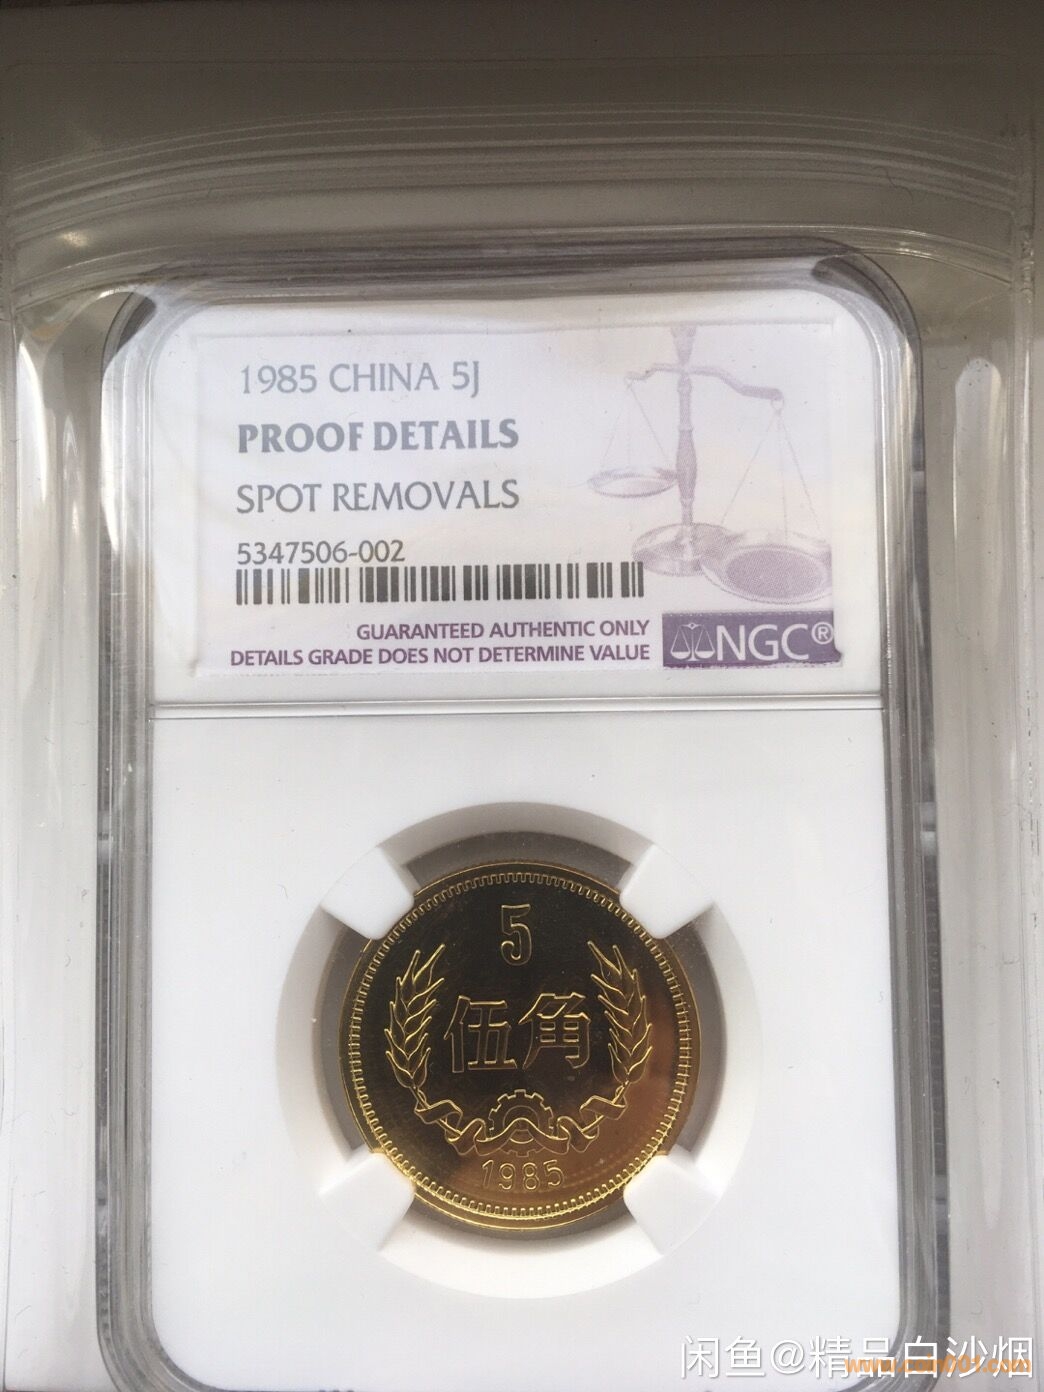 1985 CHINA 5J
PROOF DETAILS
SPOT REMOVALS
5347506-002
GUARANTEED AUTHENTIC ONLY
DETAILS GRADE DOES NOT DETERMINE VALUE
NGC®
5
伍角
1985
闲鱼@精品白沙烟